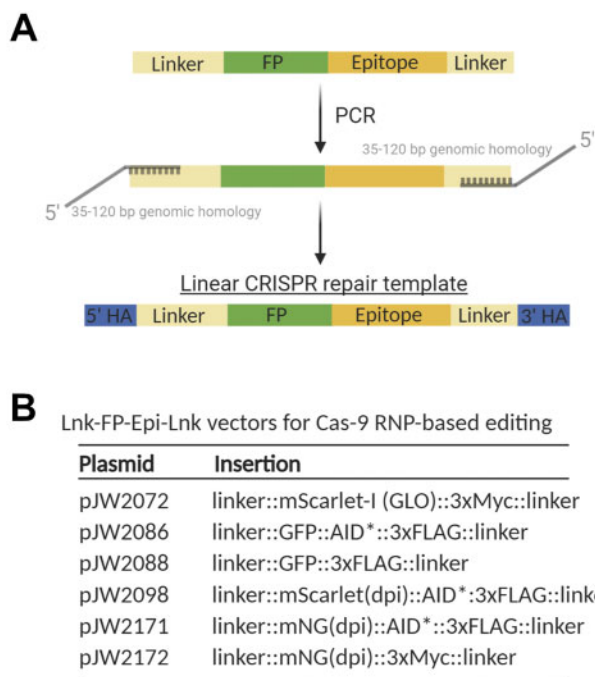 A
Linker FP Epitope Linker
PCR
35-120 bp genomic homology 5'
5' 35-120 bp genomic homology
Linear CRISPR repair template
5' HA Linker FP Epitope Linker 3' HA
B
Lnk-FP-Epi-Lnk vectors for Cas-9 RNP-based editing
Plasmid Insertion
pJW2072 linker::mScarlet-I (GLO)::3xMyc::linker
pJW2086 linker::GFP::AID*::3xFLAG::linker
pJW2088 linker::GFP::3xFLAG::linker
pJW2098 linker::mScarlet(dpi)::AID*:3xFLAG::link
pJW2171 linker::mNG(dpi)::AID*::3xFLAG::linker
pJW2172 linker::mNG(dpi)::3xMyc::linker